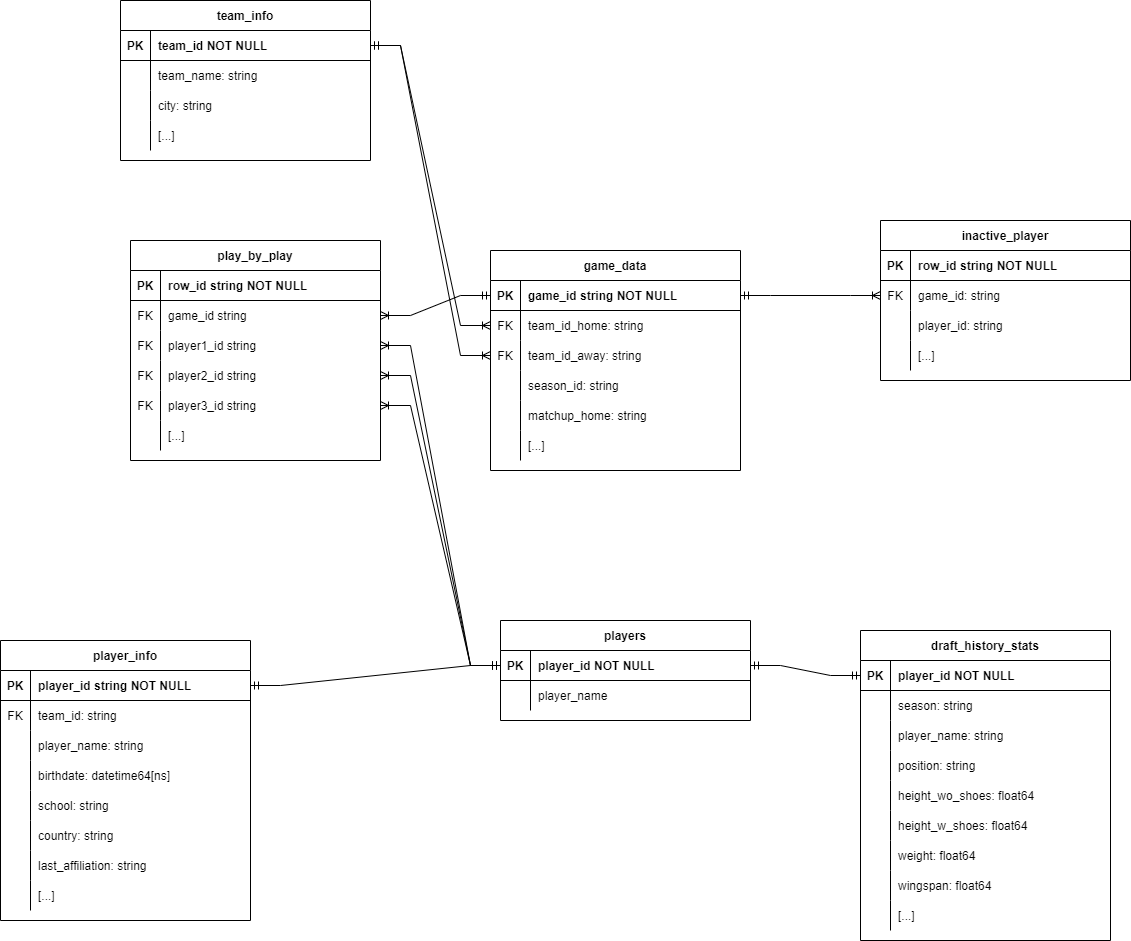 team_info
PK team_id NOT NULL
team_name: string
city: string
[...]
play_by_play
PK row_id string NOT NULL
FK game_id string
FK player1_id string
FK player2_id string
FK player3_id string
[...]
game_data
PK game_id string NOT NULL
FK team_id_home: string
FK team_id_away: string
season_id: string
matchup_home: string
[...]
inactive_player
PK row_id string NOT NULL
FK game_id: string
player_id: string
[...]
player_info
PK player_id string NOT NULL
FK team_id: string
player_name: string
birthdate: datetime64[ns]
school: string
country: string
last_affiliation: string
[...]
players
PK player_id NOT NULL
player_name
draft_history_stats
PK player_id NOT NULL
season: string
player_name: string
position: string
height_wo_shoes: float64
height_w_shoes: float64
weight: float64
wingspan: float64
[...]